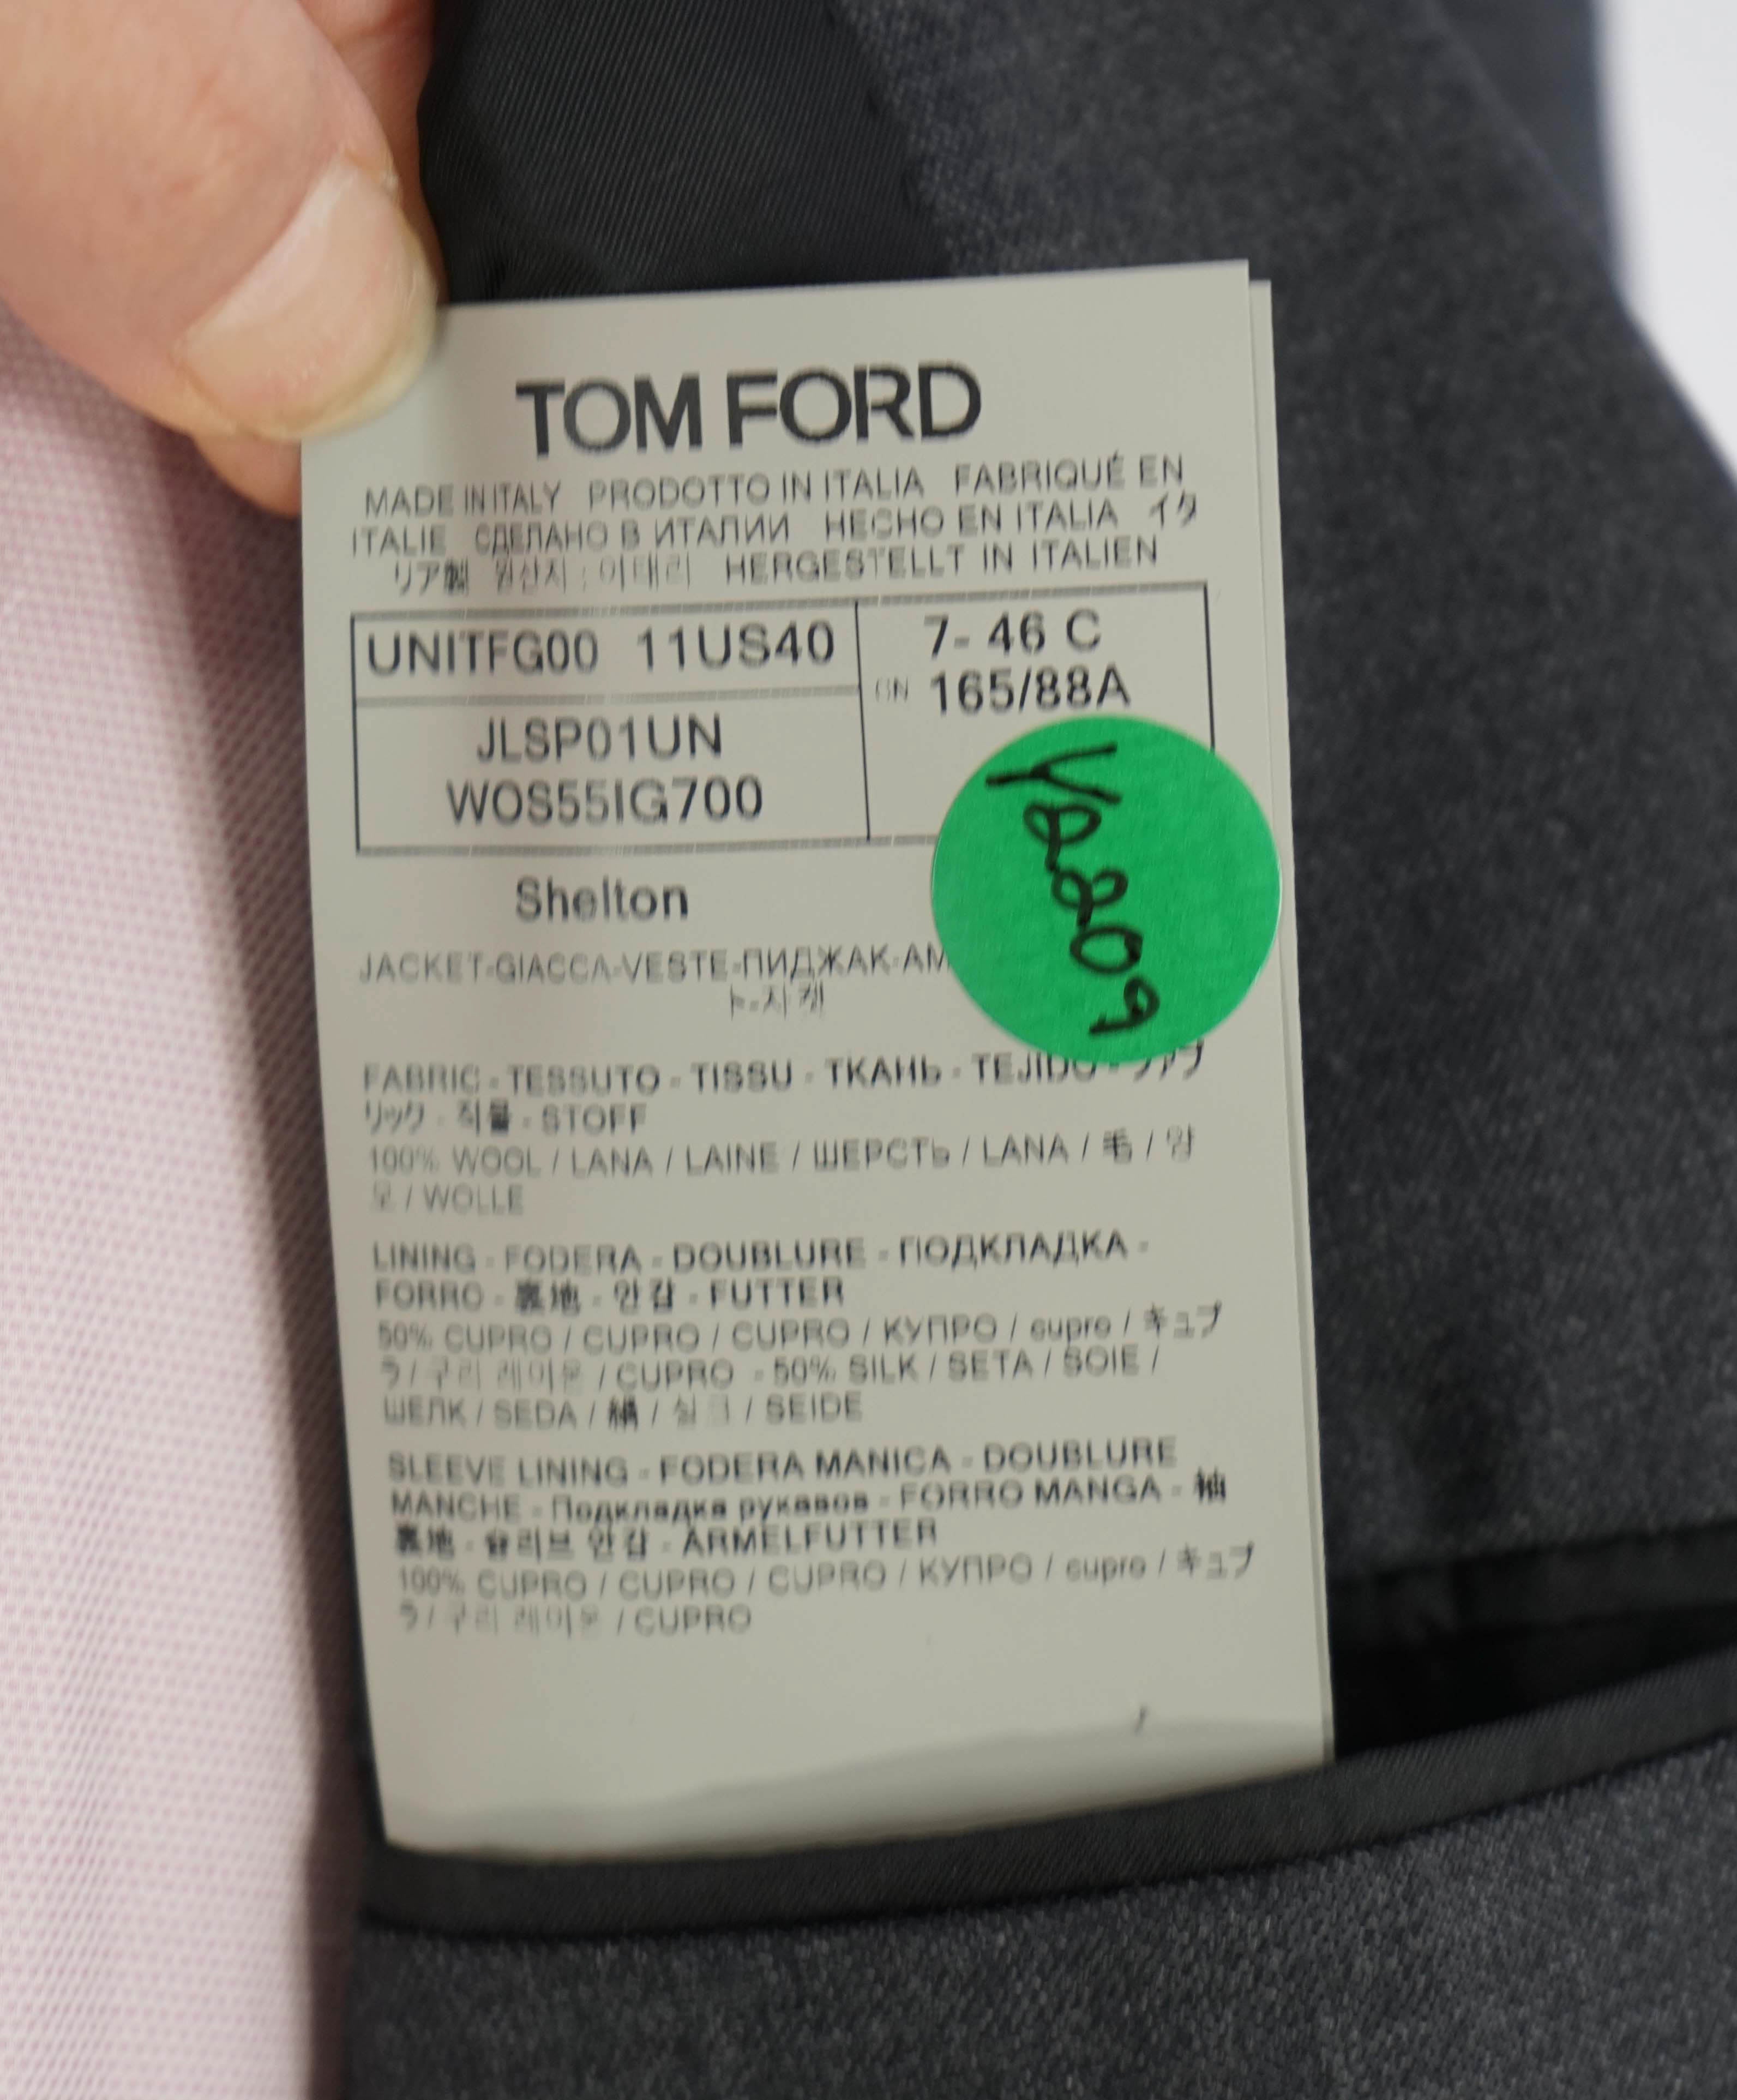 TOM FORD
MADE IN ITALY PRODOTTO IN ITALIA FABRIQUÉ EN
ITALIE СДЕЛАНО В ИТАЛИИ HECHO EN ITALIA イタ
リア製 원산지 : 이태리 HERGESTELLT IN ITALIEN
UNITFG00 11US40
7- 46 C
CN 165/88A
JLSP01UN
WOS55IG700
Shelton
JACKET-GIACCA-VESTE-ПИДЖАК-AM
ト-자켓
FABRIC - TESSUTO - TISSU - ТКАНЬ - TEJIDO - ファブ
リック - 직물 - STOFF
100% WOOL / LANA / LAINE / ШЕРСТЬ / LANA / 毛 / 양
모 / WOLLE
LINING - FODERA - DOUBLURE - ПОДКЛАДКА -
FORRO - 裏地 - 안감 - FUTTER
50% CUPRO / CUPRO / CUPRO / КУПРО / cupro / キュプ
ラ / 구리 레이온 / CUPRO - 50% SILK / SETA / SOIE /
ШЕЛК / SEDA / 絹 / 실크 / SEIDE
SLEEVE LINING - FODERA MANICA - DOUBLURE
MANCHE - Подкладка рукавов - FORRO MANGA - 袖
裏地 - 슬리브 안감 - ÄRMELFUTTER
100% CUPRO / CUPRO / CUPRO / КУПРО / cupro / キュプ
ラ / 구리 레이온 / CUPRO